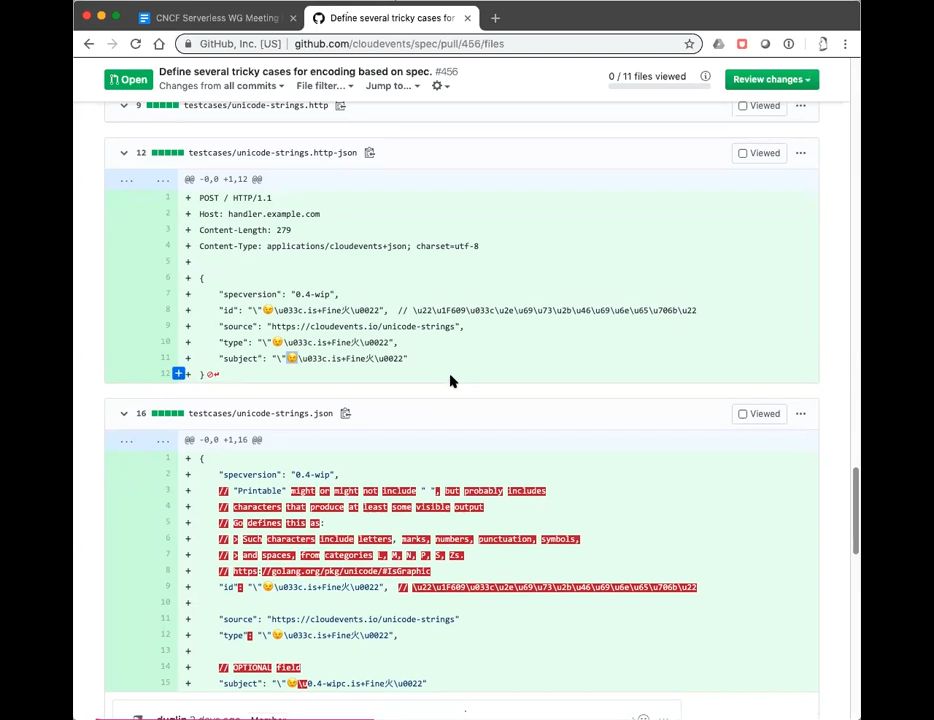 CNCF Serverless WG Meeting
Define several tricky cases for
GitHub, Inc. [US] | github.com/cloudevents/spec/pull/456/files
Open
Define several tricky cases for encoding based on spec. #456
Changes from all commits File filter... Jump to...
0 / 11 files viewed
Review changes
9 testcases/unicode-strings.http
Viewed
12 testcases/unicode-strings.http-json
Viewed
... ... @@ -0,0 +1,12 @@
1 + POST / HTTP/1.1
2 + Host: handler.example.com
3 + Content-Length: 279
4 + Content-Type: applications/cloudevents+json; charset=utf-8
5 +
6 + {
7 + "specversion": "0.4-wip",
8 + "id": "\"😉\u033c.is+Fine火\u0022", // \u22\u1F609\u033c\u2e\u69\u73\u2b\u46\u69\u6e\u65\u706b\u22
9 + "source": "https://cloudevents.io/unicode-strings",
10 + "type": "\"😉\u033c.is+Fine火\u0022",
11 + "subject": "\"😉\u033c.is+Fine火\u0022"
12 + }
16 testcases/unicode-strings.json
Viewed
... ... @@ -0,0 +1,16 @@
1 + {
2 + "specversion": "0.4-wip",
3 + // "Printable" might or might not include " ", but probably includes
4 + // characters that produce at least some visible output
5 + // Go defines this as:
6 + // > Such characters include letters, marks, numbers, punctuation, symbols,
7 + // > and spaces, from categories L, M, N, P, S, Zs.
8 + // https://golang.org/pkg/unicode/#IsGraphic
9 + "id": "\"😉\u033c.is+Fine火\u0022", // \u22\u1F609\u033c\u2e\u69\u73\u2b\u46\u69\u6e\u65\u706b\u22
10 +
11 + "source": "https://cloudevents.io/unicode-strings"
12 + "type": "\"😉\u033c.is+Fine火\u0022",
13 +
14 + // OPTIONAL field
15 + "subject": "\"😉\u0.4-wipc.is+Fine火\u0022"